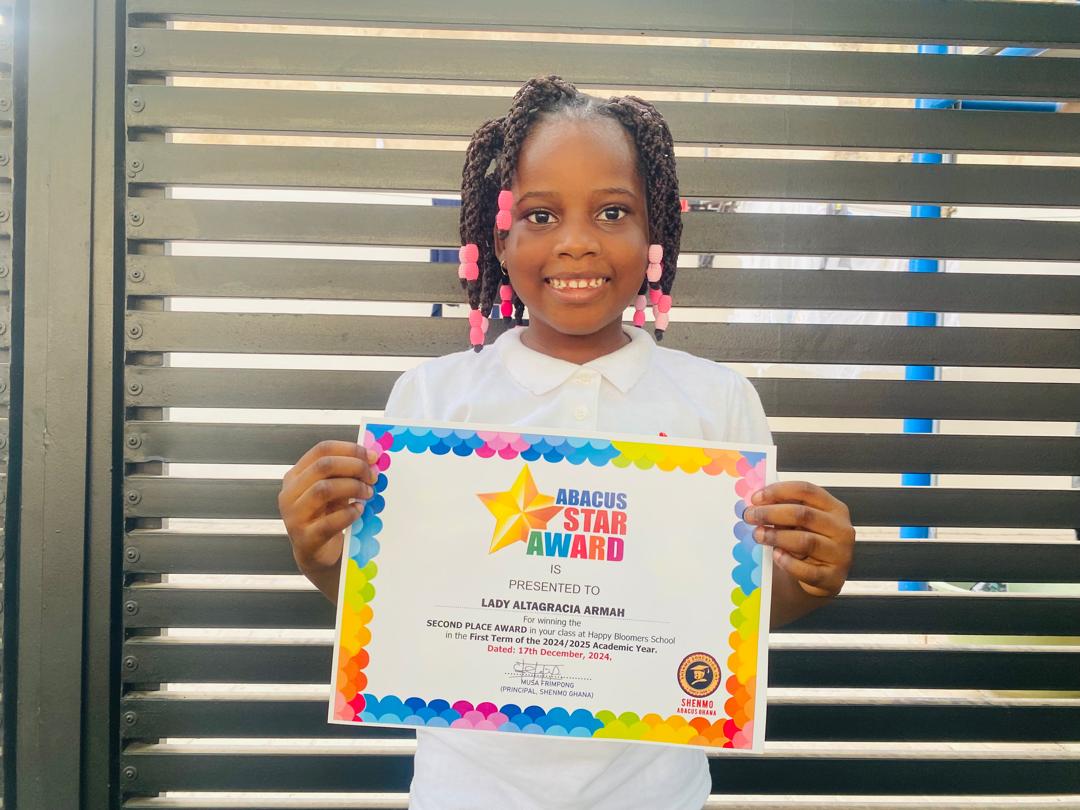 ABACUS
STAR
AWARD
IS
PRESENTED TO
LADY ALTAGRACIA ARMAH
For winning the
SECOND PLACE AWARD in your class at Happy Bloomers School
in the First Term of the 2024/2025 Academic Year.
Dated: 17th December, 2024.
MUSA FRIMPONG
(PRINCIPAL, SHENMO GHANA)
SHENMO
ABACUS GHANA